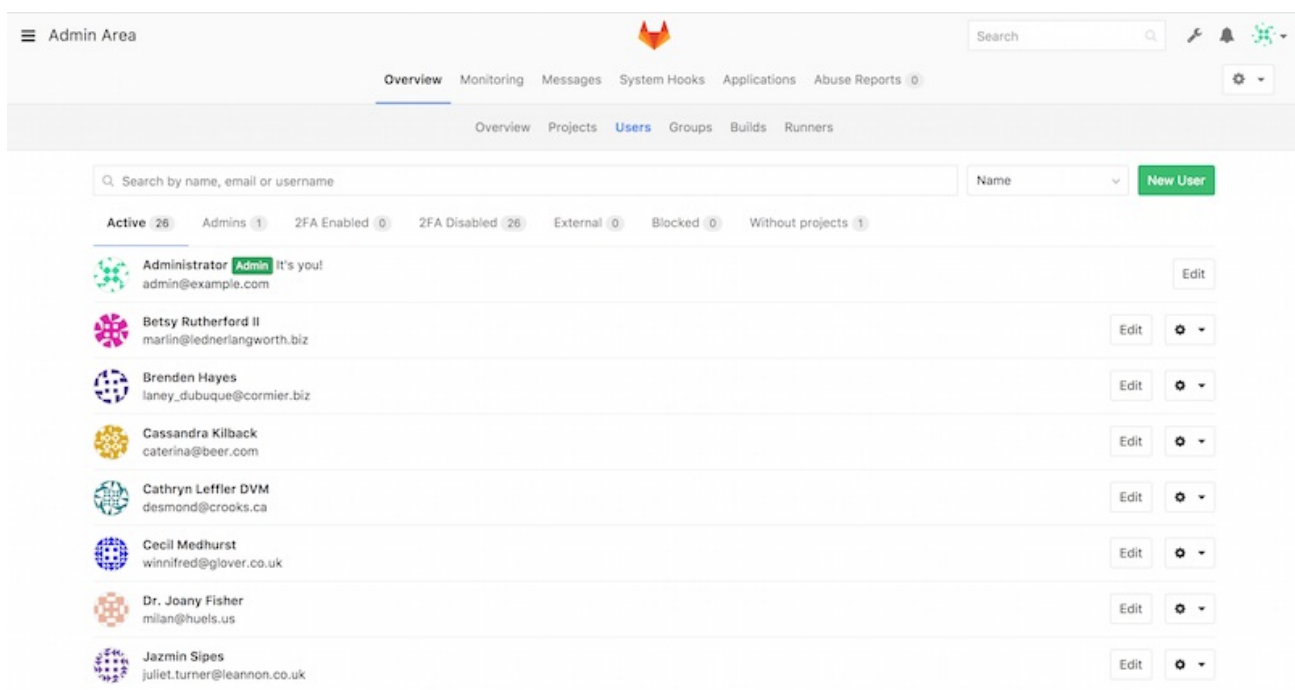 Admin Area
Search
Overview Monitoring Messages System Hooks Applications Abuse Reports 0
Overview Projects Users Groups Builds Runners
Search by name, email or username
Name
New User
Active 26 Admins 1 2FA Enabled 0 2FA Disabled 26 External 0 Blocked 0 Without projects 1
Administrator Admin It's you!
admin@example.com
Edit
Betsy Rutherford II
marlin@lednerlangworth.biz
Edit
Brenden Hayes
laney_dubuque@cormier.biz
Edit
Cassandra Kilback
caterina@beer.com
Edit
Cathryn Leffler DVM
desmond@crooks.ca
Edit
Cecil Medhurst
winnifred@glover.co.uk
Edit
Dr. Joany Fisher
milan@huels.us
Edit
Jazmin Sipes
juliet.turner@leannon.co.uk
Edit